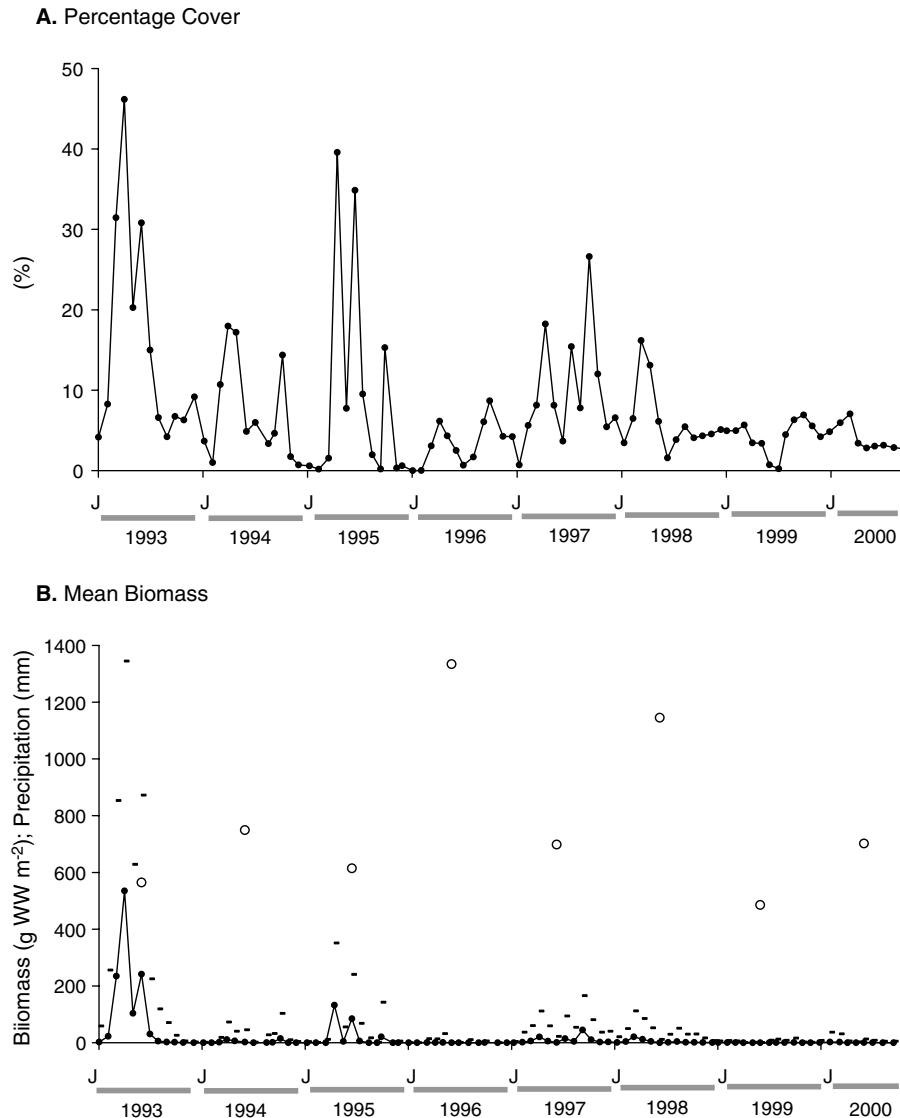 A. Percentage Cover
50
40
30
20
10
0
(%)
J J J J J J J J
1993 1994 1995 1996 1997 1998 1999 2000
B. Mean Biomass
1400
1200
1000
800
600
400
200
0
Biiomass (g WW m-2); Precipitation (mm)
J J J J J J J J
1993 1994 1995 1996 1997 1998 1999 2000